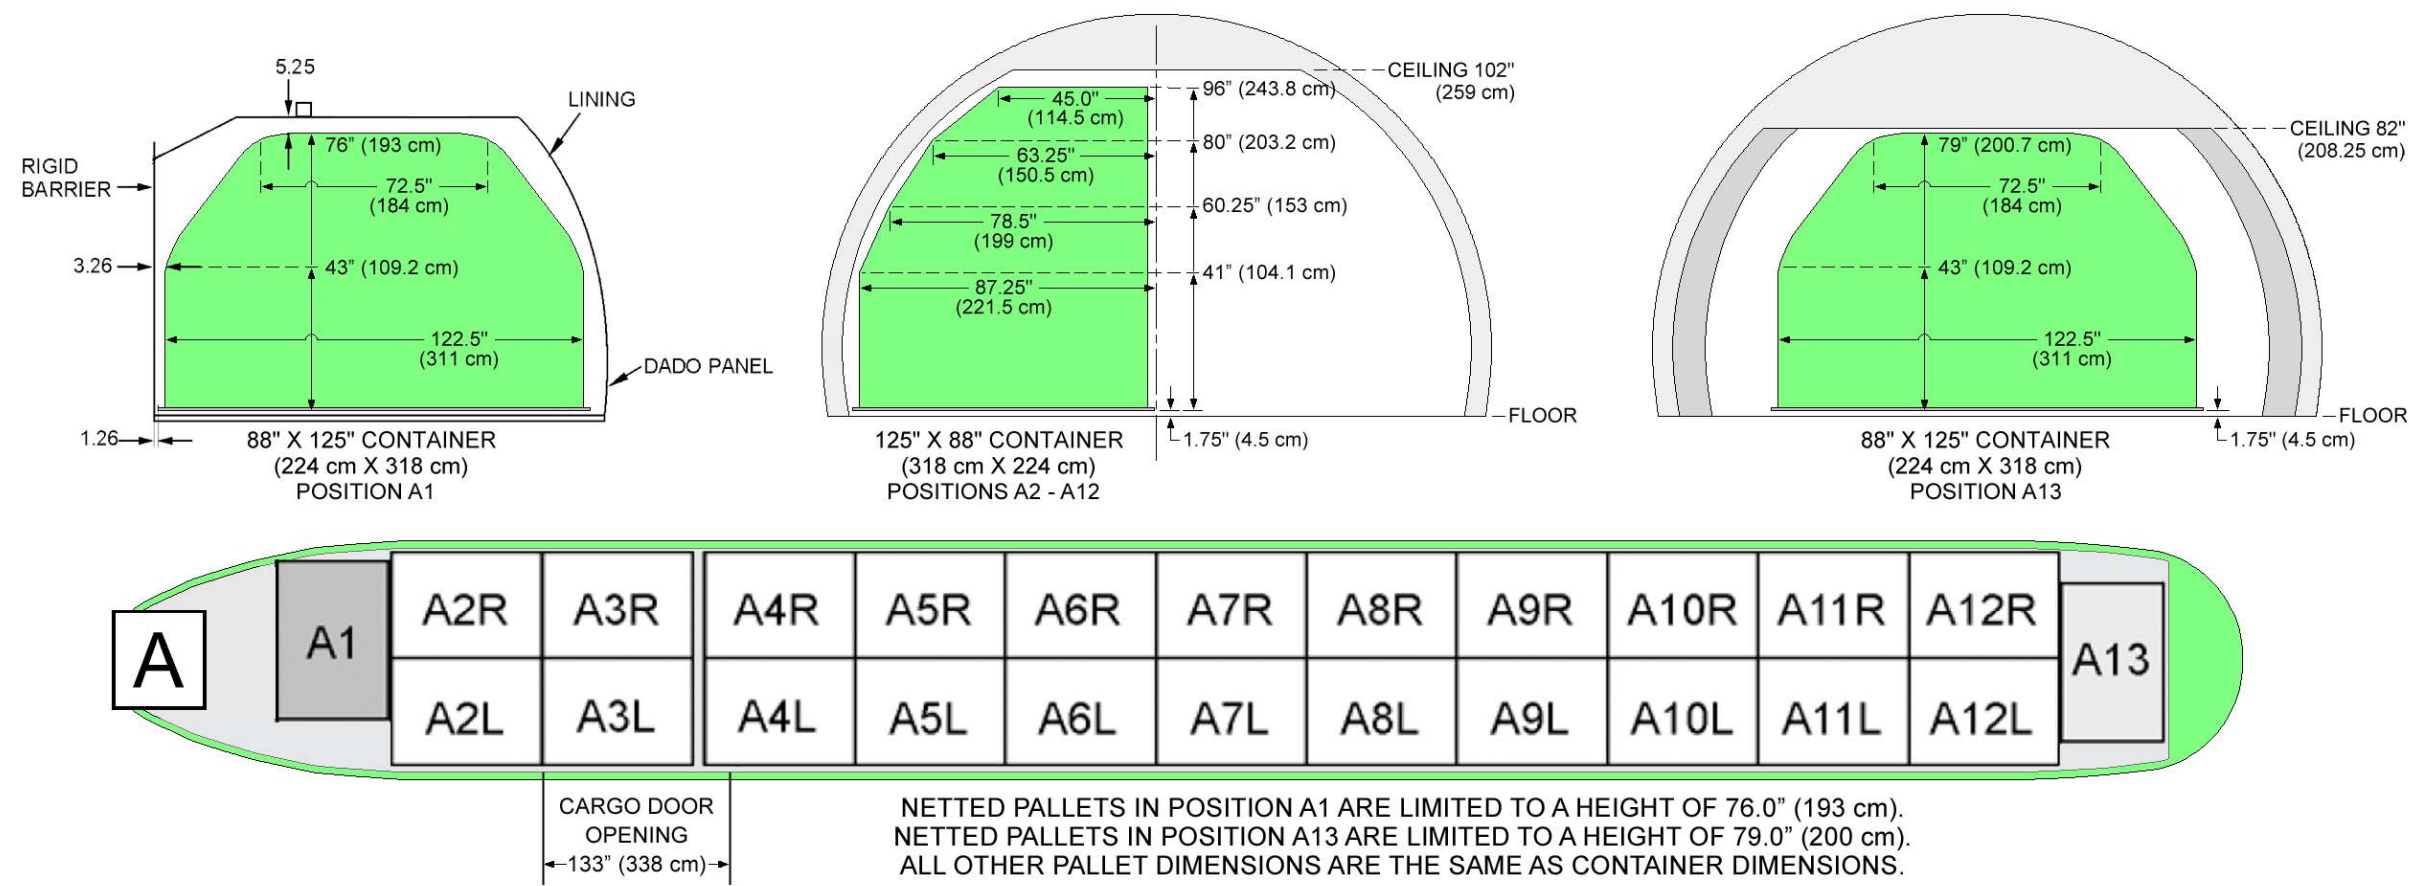 5.25
LINING
RIGID
BARRIER
76” (193 cm)
72.5"
(184 cm)
3.26
43” (109.2 cm)
122.5"
(311 cm)
DADO PANEL
1.26
88" X 125" CONTAINER
(224 cm X 318 cm)
POSITION A1
CEILING 102"
(259 cm)
96” (243.8 cm)
45.0"
(114.5 cm)
80” (203.2 cm)
63.25"
(150.5 cm)
60.25” (153 cm)
78.5"
(199 cm)
41” (104.1 cm)
87.25"
(221.5 cm)
FLOOR
1.75" (4.5 cm)
125" X 88" CONTAINER
(318 cm X 224 cm)
POSITIONS A2 - A12
CEILING 82"
(208.25 cm)
79” (200.7 cm)
72.5"
(184 cm)
43” (109.2 cm)
122.5"
(311 cm)
FLOOR
1.75" (4.5 cm)
88" X 125" CONTAINER
(224 cm X 318 cm)
POSITION A13
A
A1
A2R A3R A4R A5R A6R A7R A8R A9R A10R A11R A12R
A2L A3L A4L A5L A6L A7L A8L A9L A10L A11L A12L
A13
CARGO DOOR
OPENING
133” (338 cm)
NETTED PALLETS IN POSITION A1 ARE LIMITED TO A HEIGHT OF 76.0” (193 cm).
NETTED PALLETS IN POSITION A13 ARE LIMITED TO A HEIGHT OF 79.0” (200 cm).
ALL OTHER PALLET DIMENSIONS ARE THE SAME AS CONTAINER DIMENSIONS.